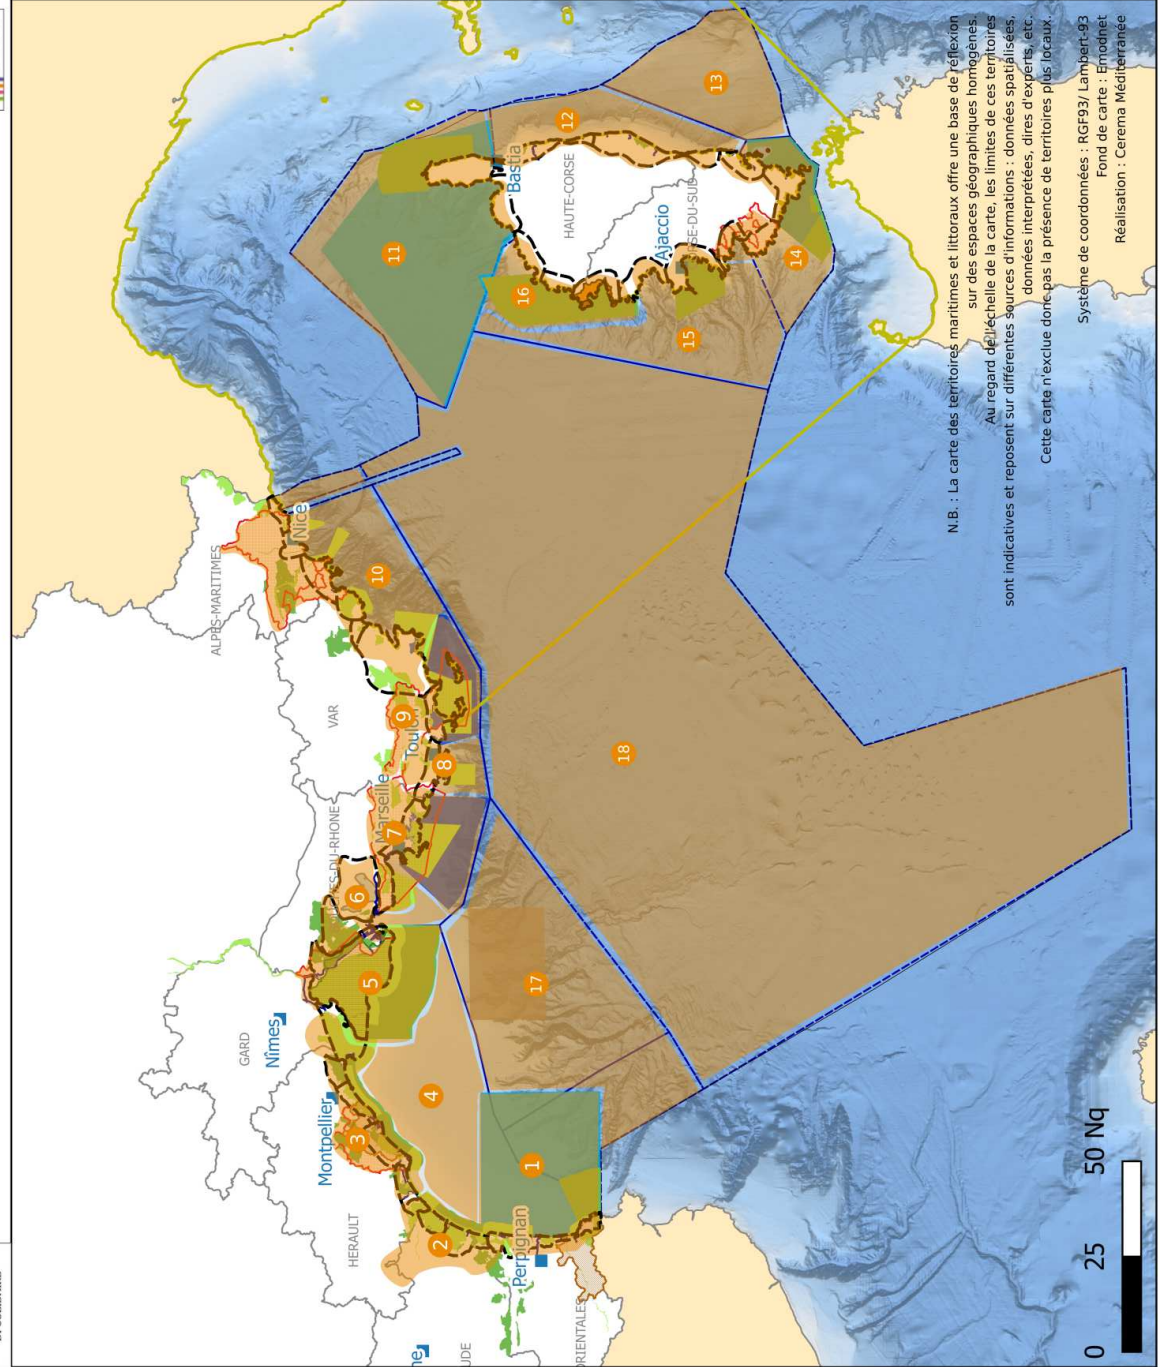 ALPES-MARITIMES
Nice
VAR
Toulon
Marseille
GARD
Nîmes
Montpellier
HERAULT
Perpignan
ORIENTALES
UDE
HAUTE-CORSE
Bastia
Ajaccio
1
2
3
4
5
6
7
8
9
10
11
12
13
14
15
16
17
18
N.B. : La carte des territoires maritimes et littoraux offre une base de réflexion
sur des espaces géographiques homogènes.
Au regard de l'échelle de la carte, les limites de ces territoires
sont indicatives et reposent sur différentes sources d'informations : données spatialisées,
données interprétées, dires d'experts, etc.
Cette carte n'exclue donc pas la présence de territoires plus locaux.
Système de coordonnées : RGF93/ Lambert-93
Fond de carte : Emodnet
Réalisation : Cerema Méditerranée
0 25 50 Nq